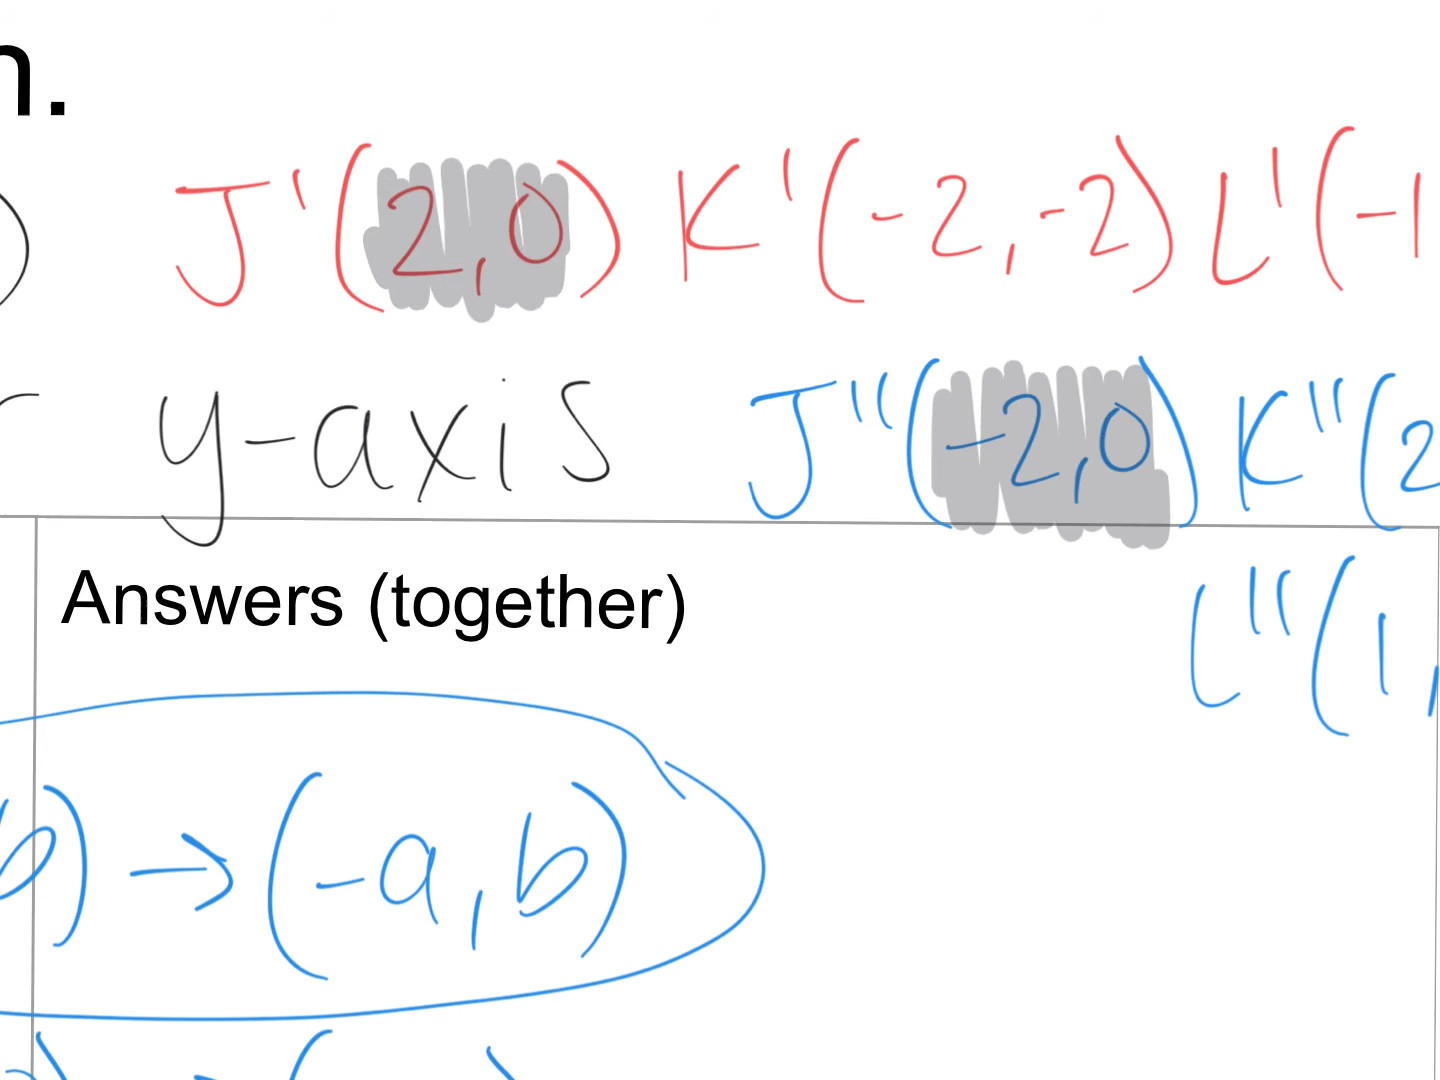 n.
) J'(2,0) K'(-2,-2) L'(-1
y-axis J''(-2,0) K''(2
Answers (together)
L''(1,
b) → (-a,b)